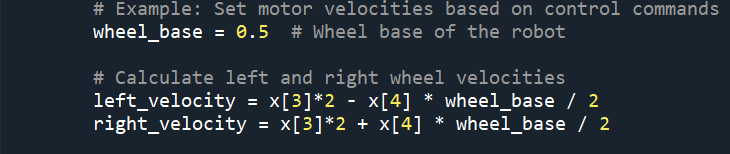 # Example: Set motor velocities based on control commands
wheel_base = 0.5  # Wheel base of the robot
# Calculate left and right wheel velocities
left_velocity = x[3]*2 - x[4] * wheel_base / 2
right_velocity = x[3]*2 + x[4] * wheel_base / 2